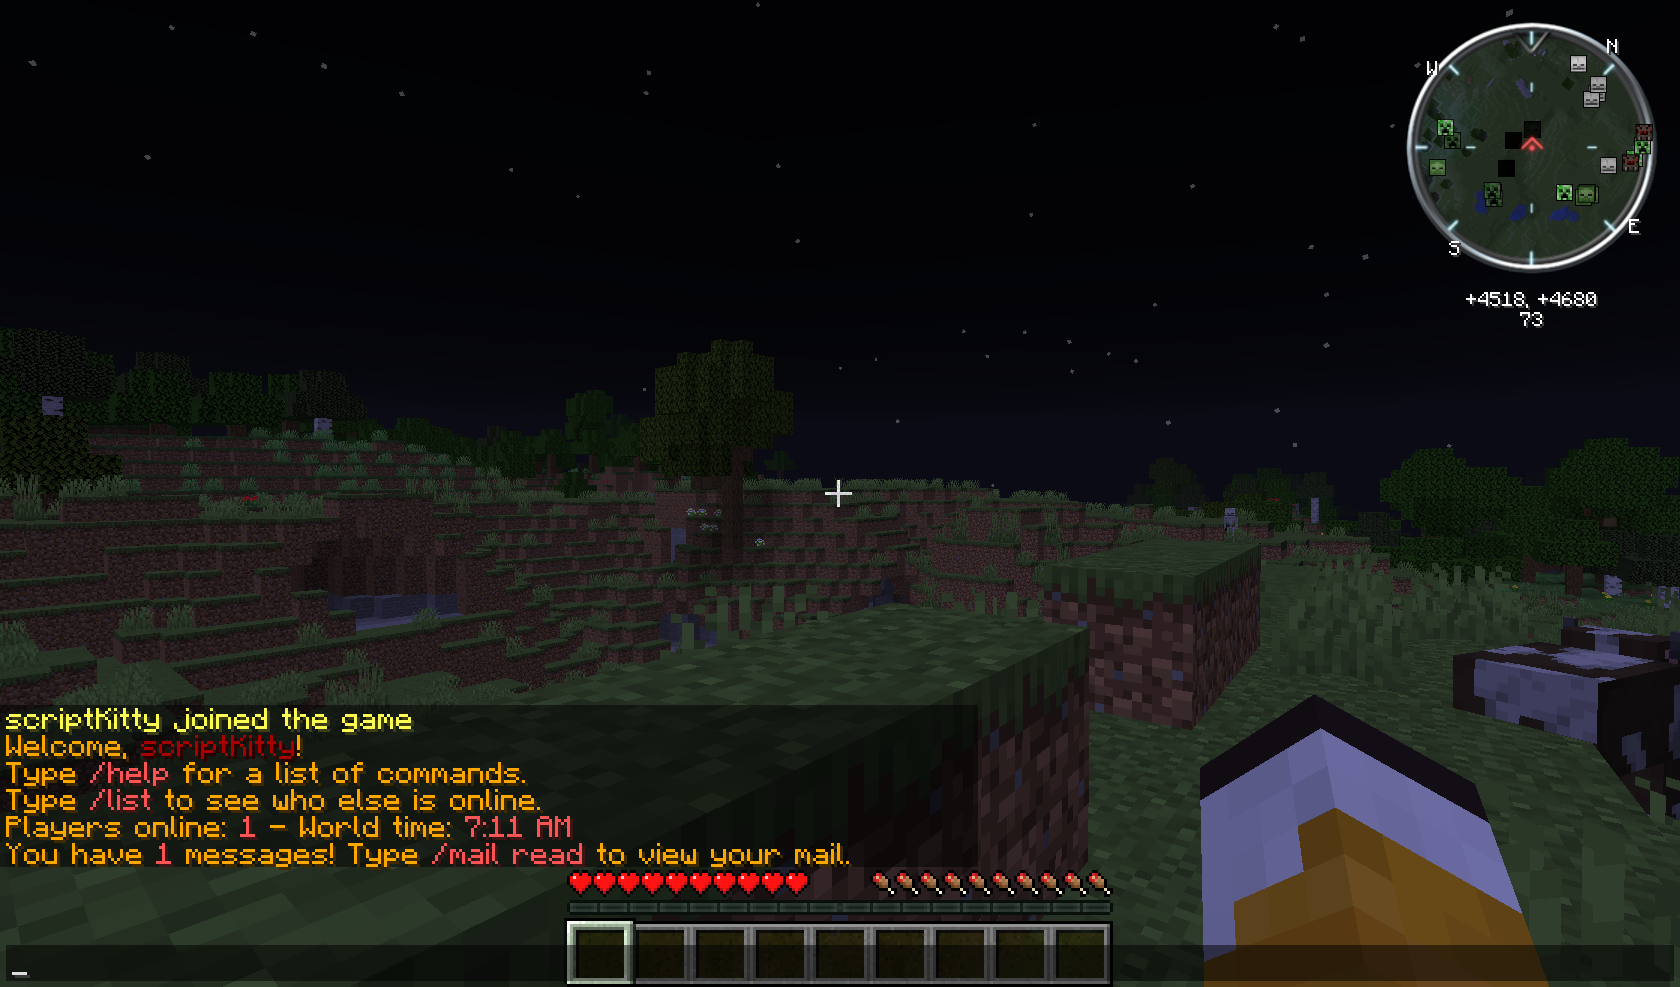 N
W
E
S
+4518, +4680
73
scriptKitty joined the game
Welcome, scriptKitty!
Type /help for a list of commands.
Type /list to see who else is online.
Players online: 1 – World time: 7:11 AM
You have 1 messages! Type /mail read to view your mail.
_